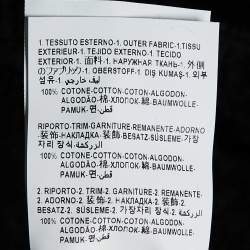 1. TESSUTO ESTERNO-1. OUTER FABRIC-1.TISSU
EXTERIEUR-1. TEJIDO EXTERNO-1. TECIDO
EXTERIOR-1. 面料-1. НАРУЖНАЯ ТКАНЬ-1. 外側
のファブリック-1. OBERSTOFF-1. DIŞ KUMAŞ-1. 외부
섬유-1. ليف خارجي
100% COTONE-COTTON-COTON-ALGODON-
ALGODÃO-棉-ХЛОПОК-綿-BAUMWOLLE-
PAMUK-면-قطن
RIPORTO-TRIM-GARNITURE-REMANENTE-ADORNO
-装饰-НАКЛАДКА-装飾-BESATZ-SÜSLEME-가장
자리 장식-الزركشة
100% COTONE-COTTON-COTON-ALGODON-
ALGODÃO-棉-ХЛОПОК-綿-BAUMWOLLE-
PAMUK-면-قطن
2. RIPORTO-2. TRIM-2. GARNITURE-2. REMANENTE-
2. ADORNO-2. 装饰-2. НАКЛАДКА-2. 装飾-2.
BESATZ-2. SÜSLEME-2. 가장자리 장식-2. الزركشة
100% COTONE-COTTON-COTON-ALGODON-
ALGODÃO-棉-ХЛОПОК-綿-BAUMWOLLE-
PAMUK-면-قطن